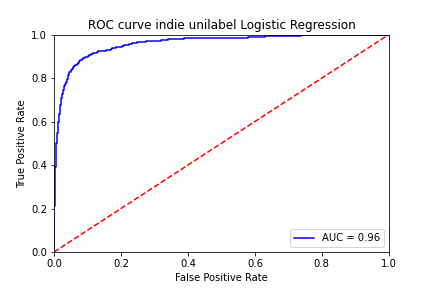 ROC curve indie unilabel Logistic Regression
True Positive Rate
1.0
0.8
0.6
0.4
0.2
0.0
AUC = 0.96
0.0 0.2 0.4 0.6 0.8 1.0
False Positive Rate